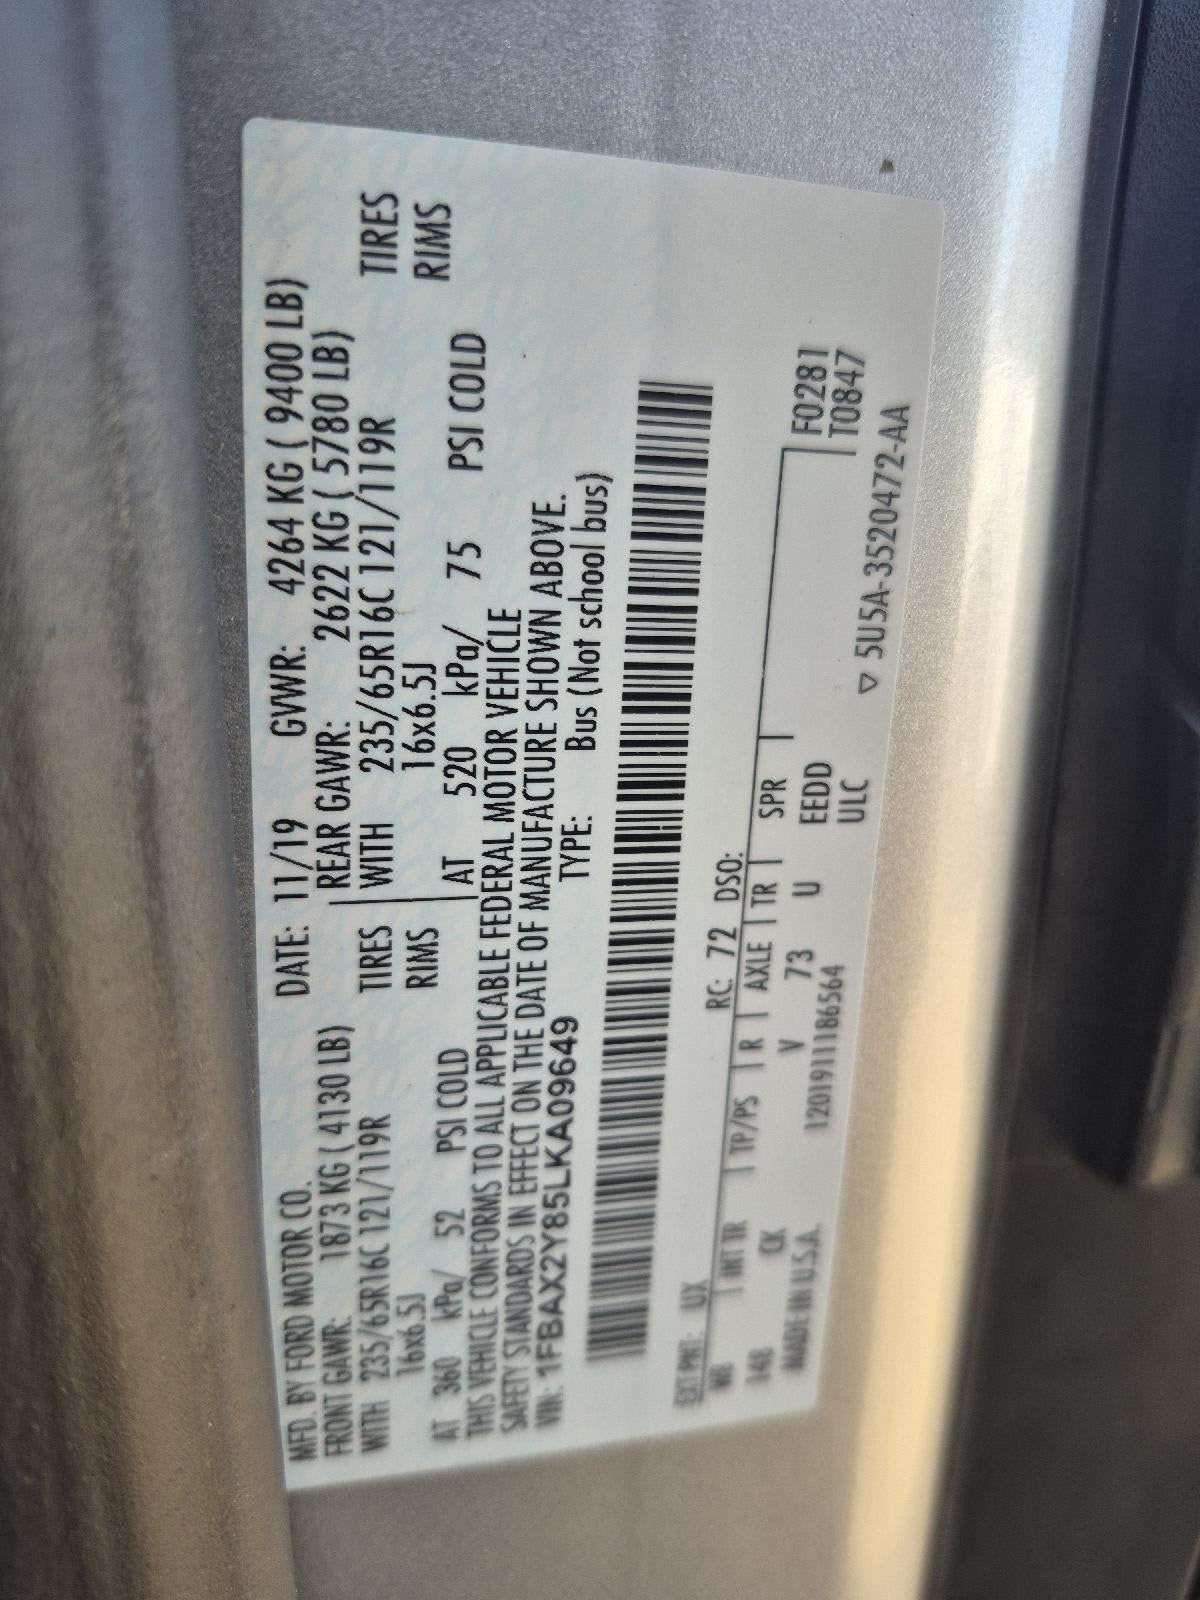 MFD. BY FORD MOTOR CO. DATE: 11/19 GVWR: 4264 KG ( 9400 LB)
FRONT GAWR: 1873 KG ( 4130 LB) REAR GAWR: 2622 KG ( 5780 LB)
WITH 235/65R16C 121/119R TIRES WITH 235/65R16C 121/119R TIRES
16x6.5J RIMS 16x6.5J RIMS
AT 360 kPa/ 52 PSI COLD AT 520 kPa/ 75 PSI COLD
THIS VEHICLE CONFORMS TO ALL APPLICABLE FEDERAL MOTOR VEHICLE
SAFETY STANDARDS IN EFFECT ON THE DATE OF MANUFACTURE SHOWN ABOVE.
VIN: 1FBAX2Y85LKA09649 TYPE: Bus (Not school bus)
EXT PNT: UX RC: 72 DSO:
WB INT TR TP/PS R AXLE TR SPR F0281
148 CK V 73 U EEDD T0847
MADE IN U.S.A. 1201911186564 ULC
▽ 5U5A-3520472-AA